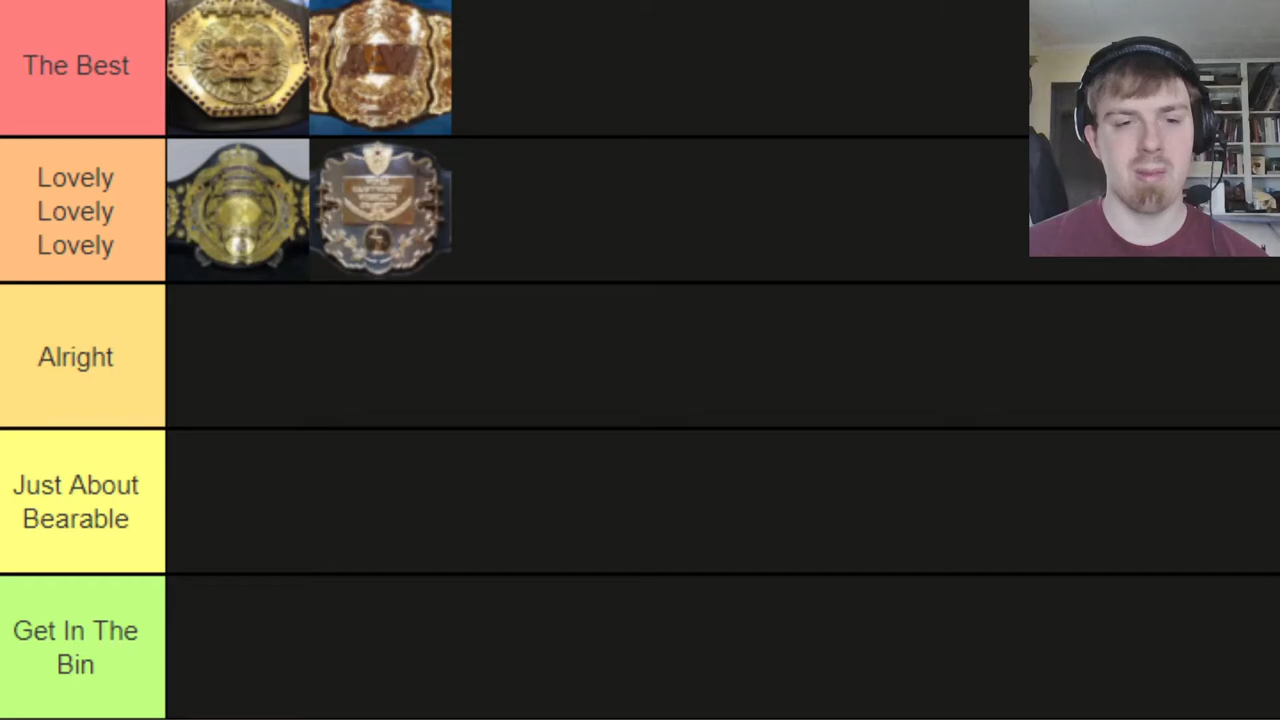 The Best
Lovely
Lovely
Lovely
Alright
Just About
Bearable
Get In The
Bin